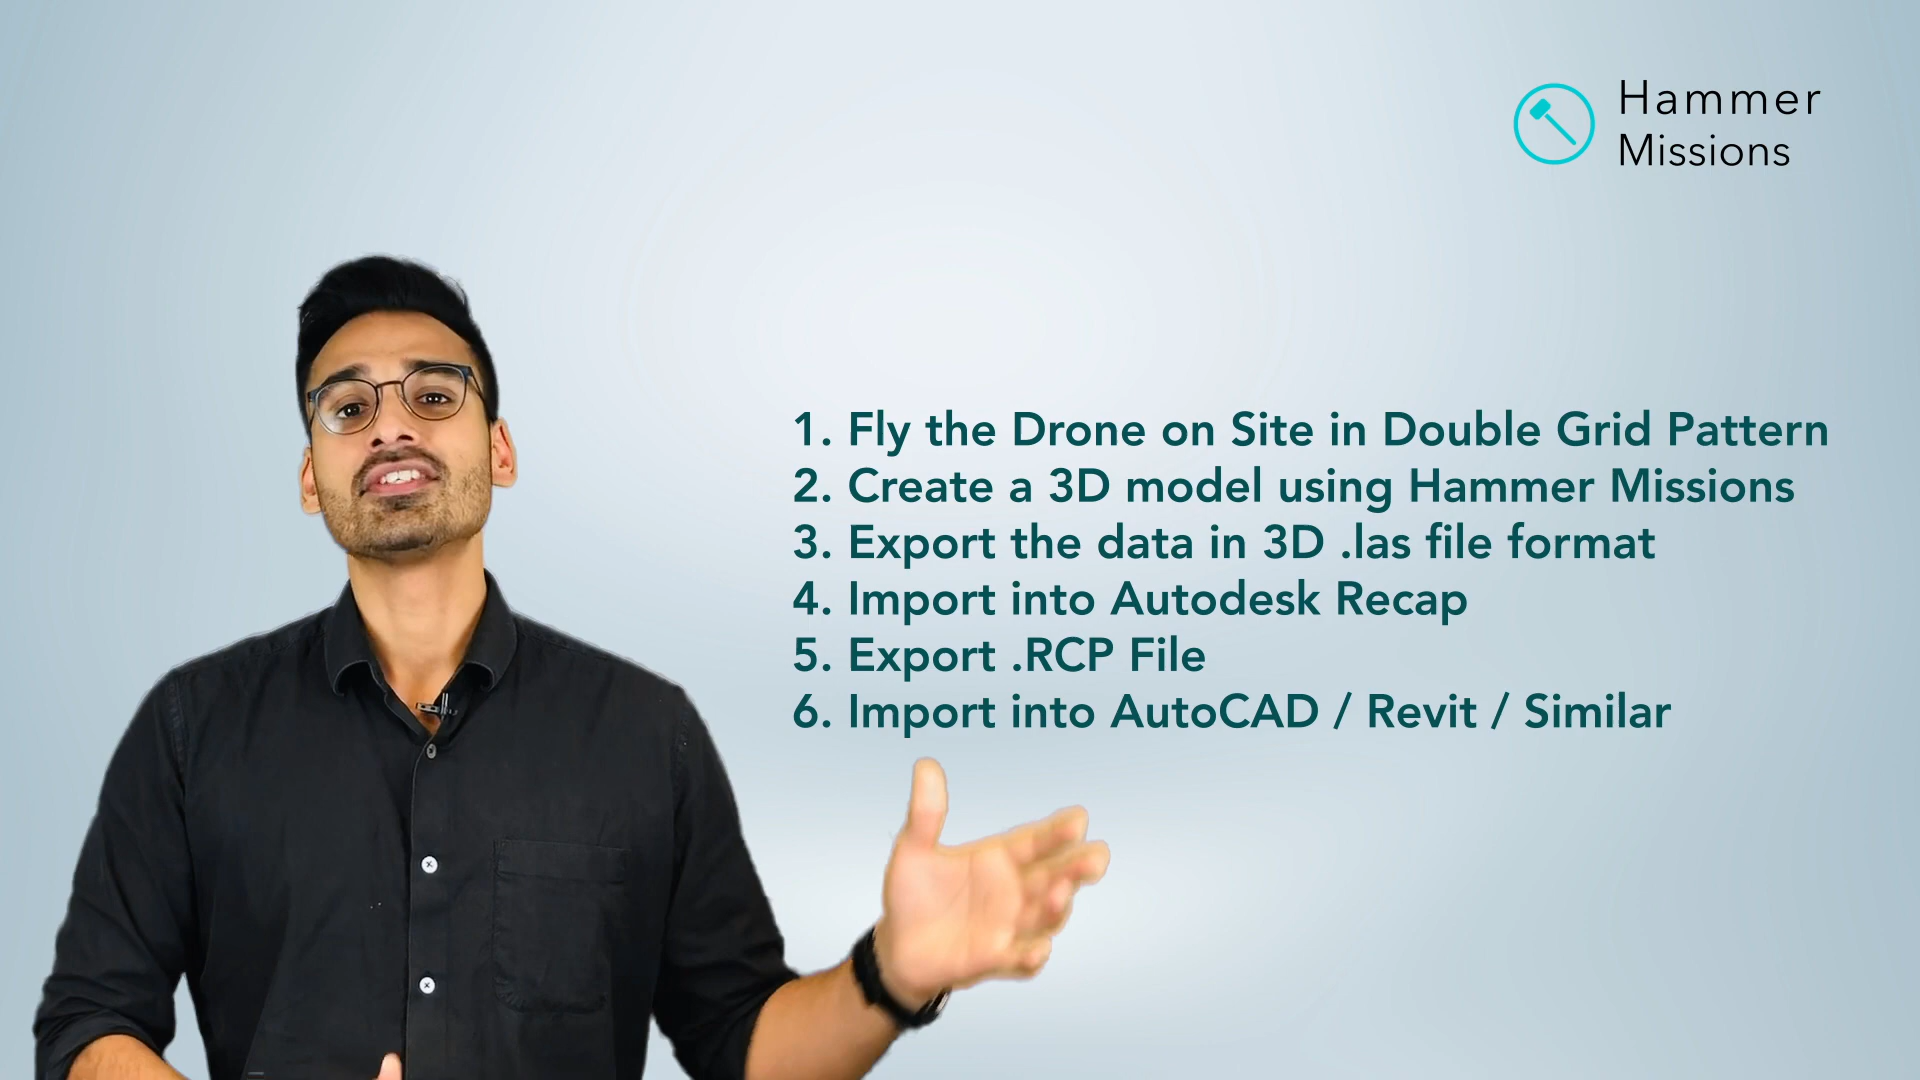 Hammer
Missions
1. Fly the Drone on Site in Double Grid Pattern
2. Create a 3D model using Hammer Missions
3. Export the data in 3D .las file format
4. Import into Autodesk Recap
5. Export .RCP File
6. Import into AutoCAD / Revit / Similar